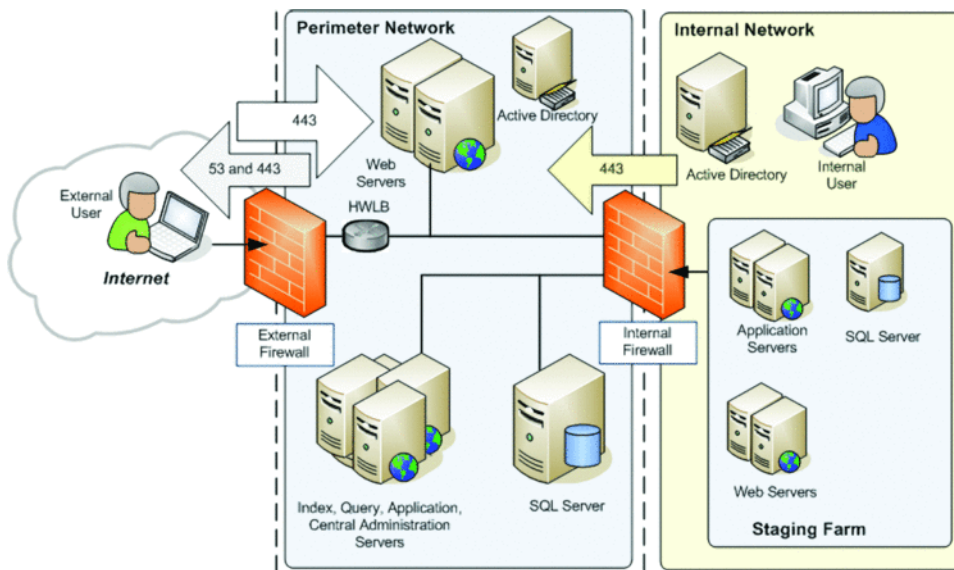 Perimeter Network
Internal Network
443
Active Directory
53 and 443
Web
Servers
443
Active Directory
Internal
User
External
User
HWLB
Internet
External
Firewall
Internal
Firewall
Application
Servers
SQL Server
Index, Query, Application,
Central Administration
Servers
SQL Server
Web Servers
Staging Farm